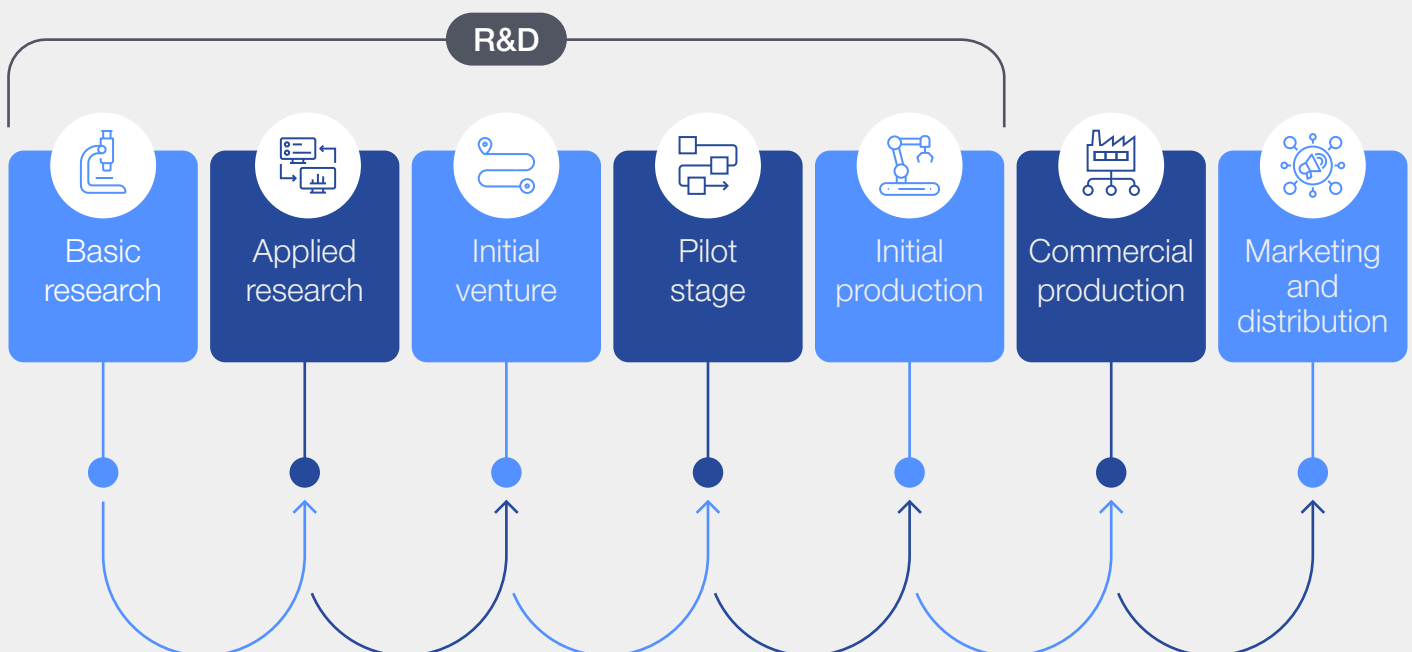 R&D
Basic
research
Applied
research
Initial
venture
Pilot
stage
Initial
production
Commercial
production
Marketing
and
distribution